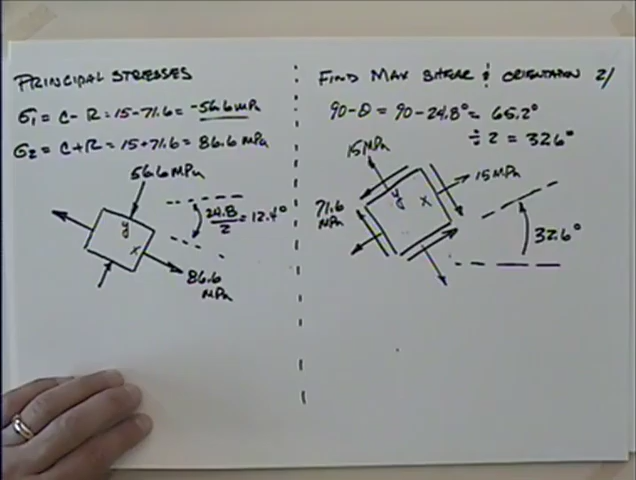 PRINCIPAL STRESSES
σ₁ = C - R = 15 - 71.6 = -56.6 MPa
σ₂ = C + R = 15 + 71.6 = 86.6 MPa
56.6 MPa
24.8/2 = 12.4°
y
x
86.6 MPa
FIND MAX SHEAR & ORIENTATION 2/
90 - θ = 90 - 24.8° = 65.2°
÷ 2 = 32.6°
15 MPa
15 MPa
y
x
71.6 MPa
32.6°